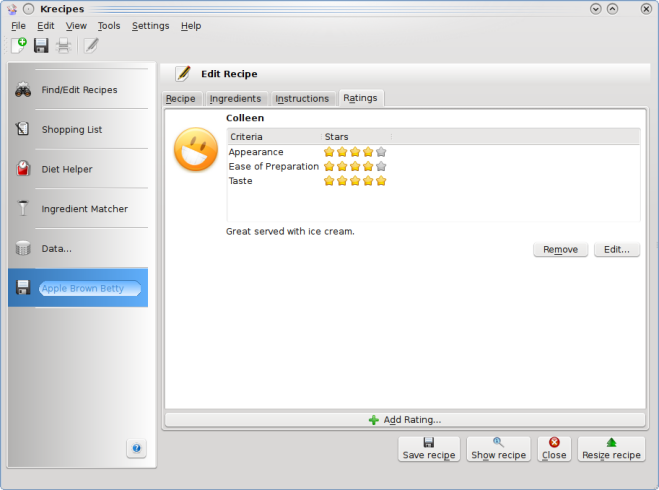 Krecipes
File Edit View Tools Settings Help
Find/Edit Recipes
Shopping List
Diet Helper
Ingredient Matcher
Data...
Apple Brown Betty
Edit Recipe
Recipe Ingredients Instructions Ratings
Colleen
Criteria Stars
Appearance
Ease of Preparation
Taste
Great served with ice cream.
Remove Edit...
Add Rating...
Save recipe Show recipe Close Resize recipe